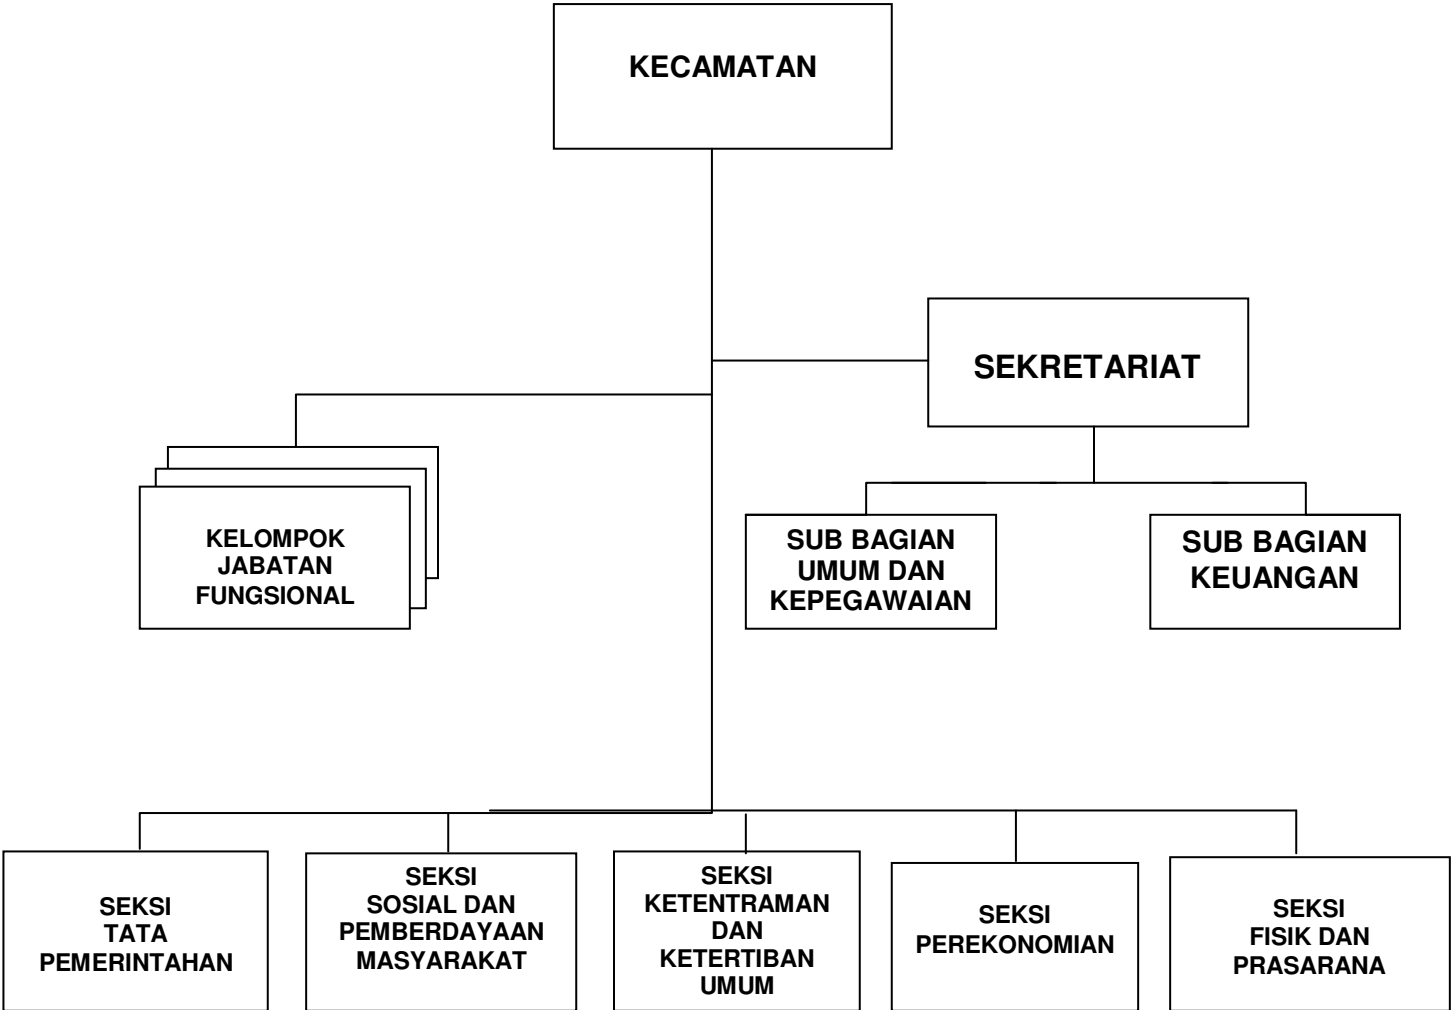 KECAMATAN
SEKRETARIAT
KELOMPOK
JABATAN
FUNGSIONAL
SUB BAGIAN
UMUM DAN
KEPEGAWAIAN
SUB BAGIAN
KEUANGAN
SEKSI
TATA
PEMERINTAHAN
SEKSI
SOSIAL DAN
PEMBERDAYAAN
MASYARAKAT
SEKSI
KETENTRAMAN
DAN
KETERTIBAN
UMUM
SEKSI
PEREKONOMIAN
SEKSI
FISIK DAN
PRASARANA